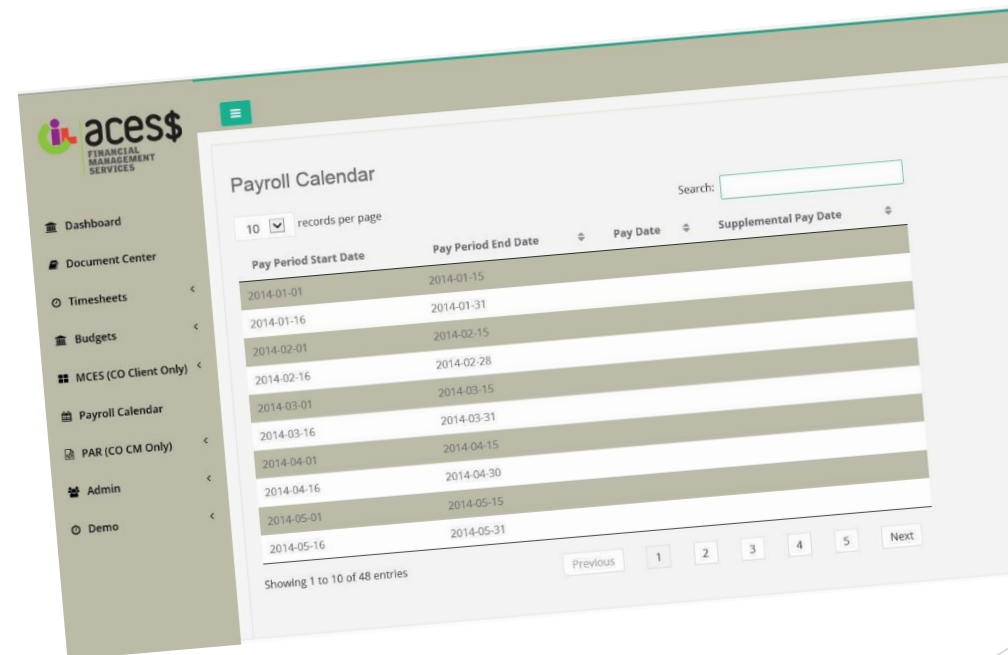 aces$
FINANCIAL
MANAGEMENT
SERVICES
Dashboard
Document Center
Timesheets
Budgets
MCES (CO Client Only)
Payroll Calendar
PAR (CO CM Only)
Admin
Demo
Payroll Calendar
10 records per page
Search:
Pay Period Start Date Pay Period End Date Pay Date Supplemental Pay Date
2014-01-01 2014-01-15
2014-01-16 2014-01-31
2014-02-01 2014-02-15
2014-02-16 2014-02-28
2014-03-01 2014-03-15
2014-03-16 2014-03-31
2014-04-01 2014-04-15
2014-04-16 2014-04-30
2014-05-01 2014-05-15
2014-05-16 2014-05-31
Showing 1 to 10 of 48 entries
Previous 1 2 3 4 5 Next